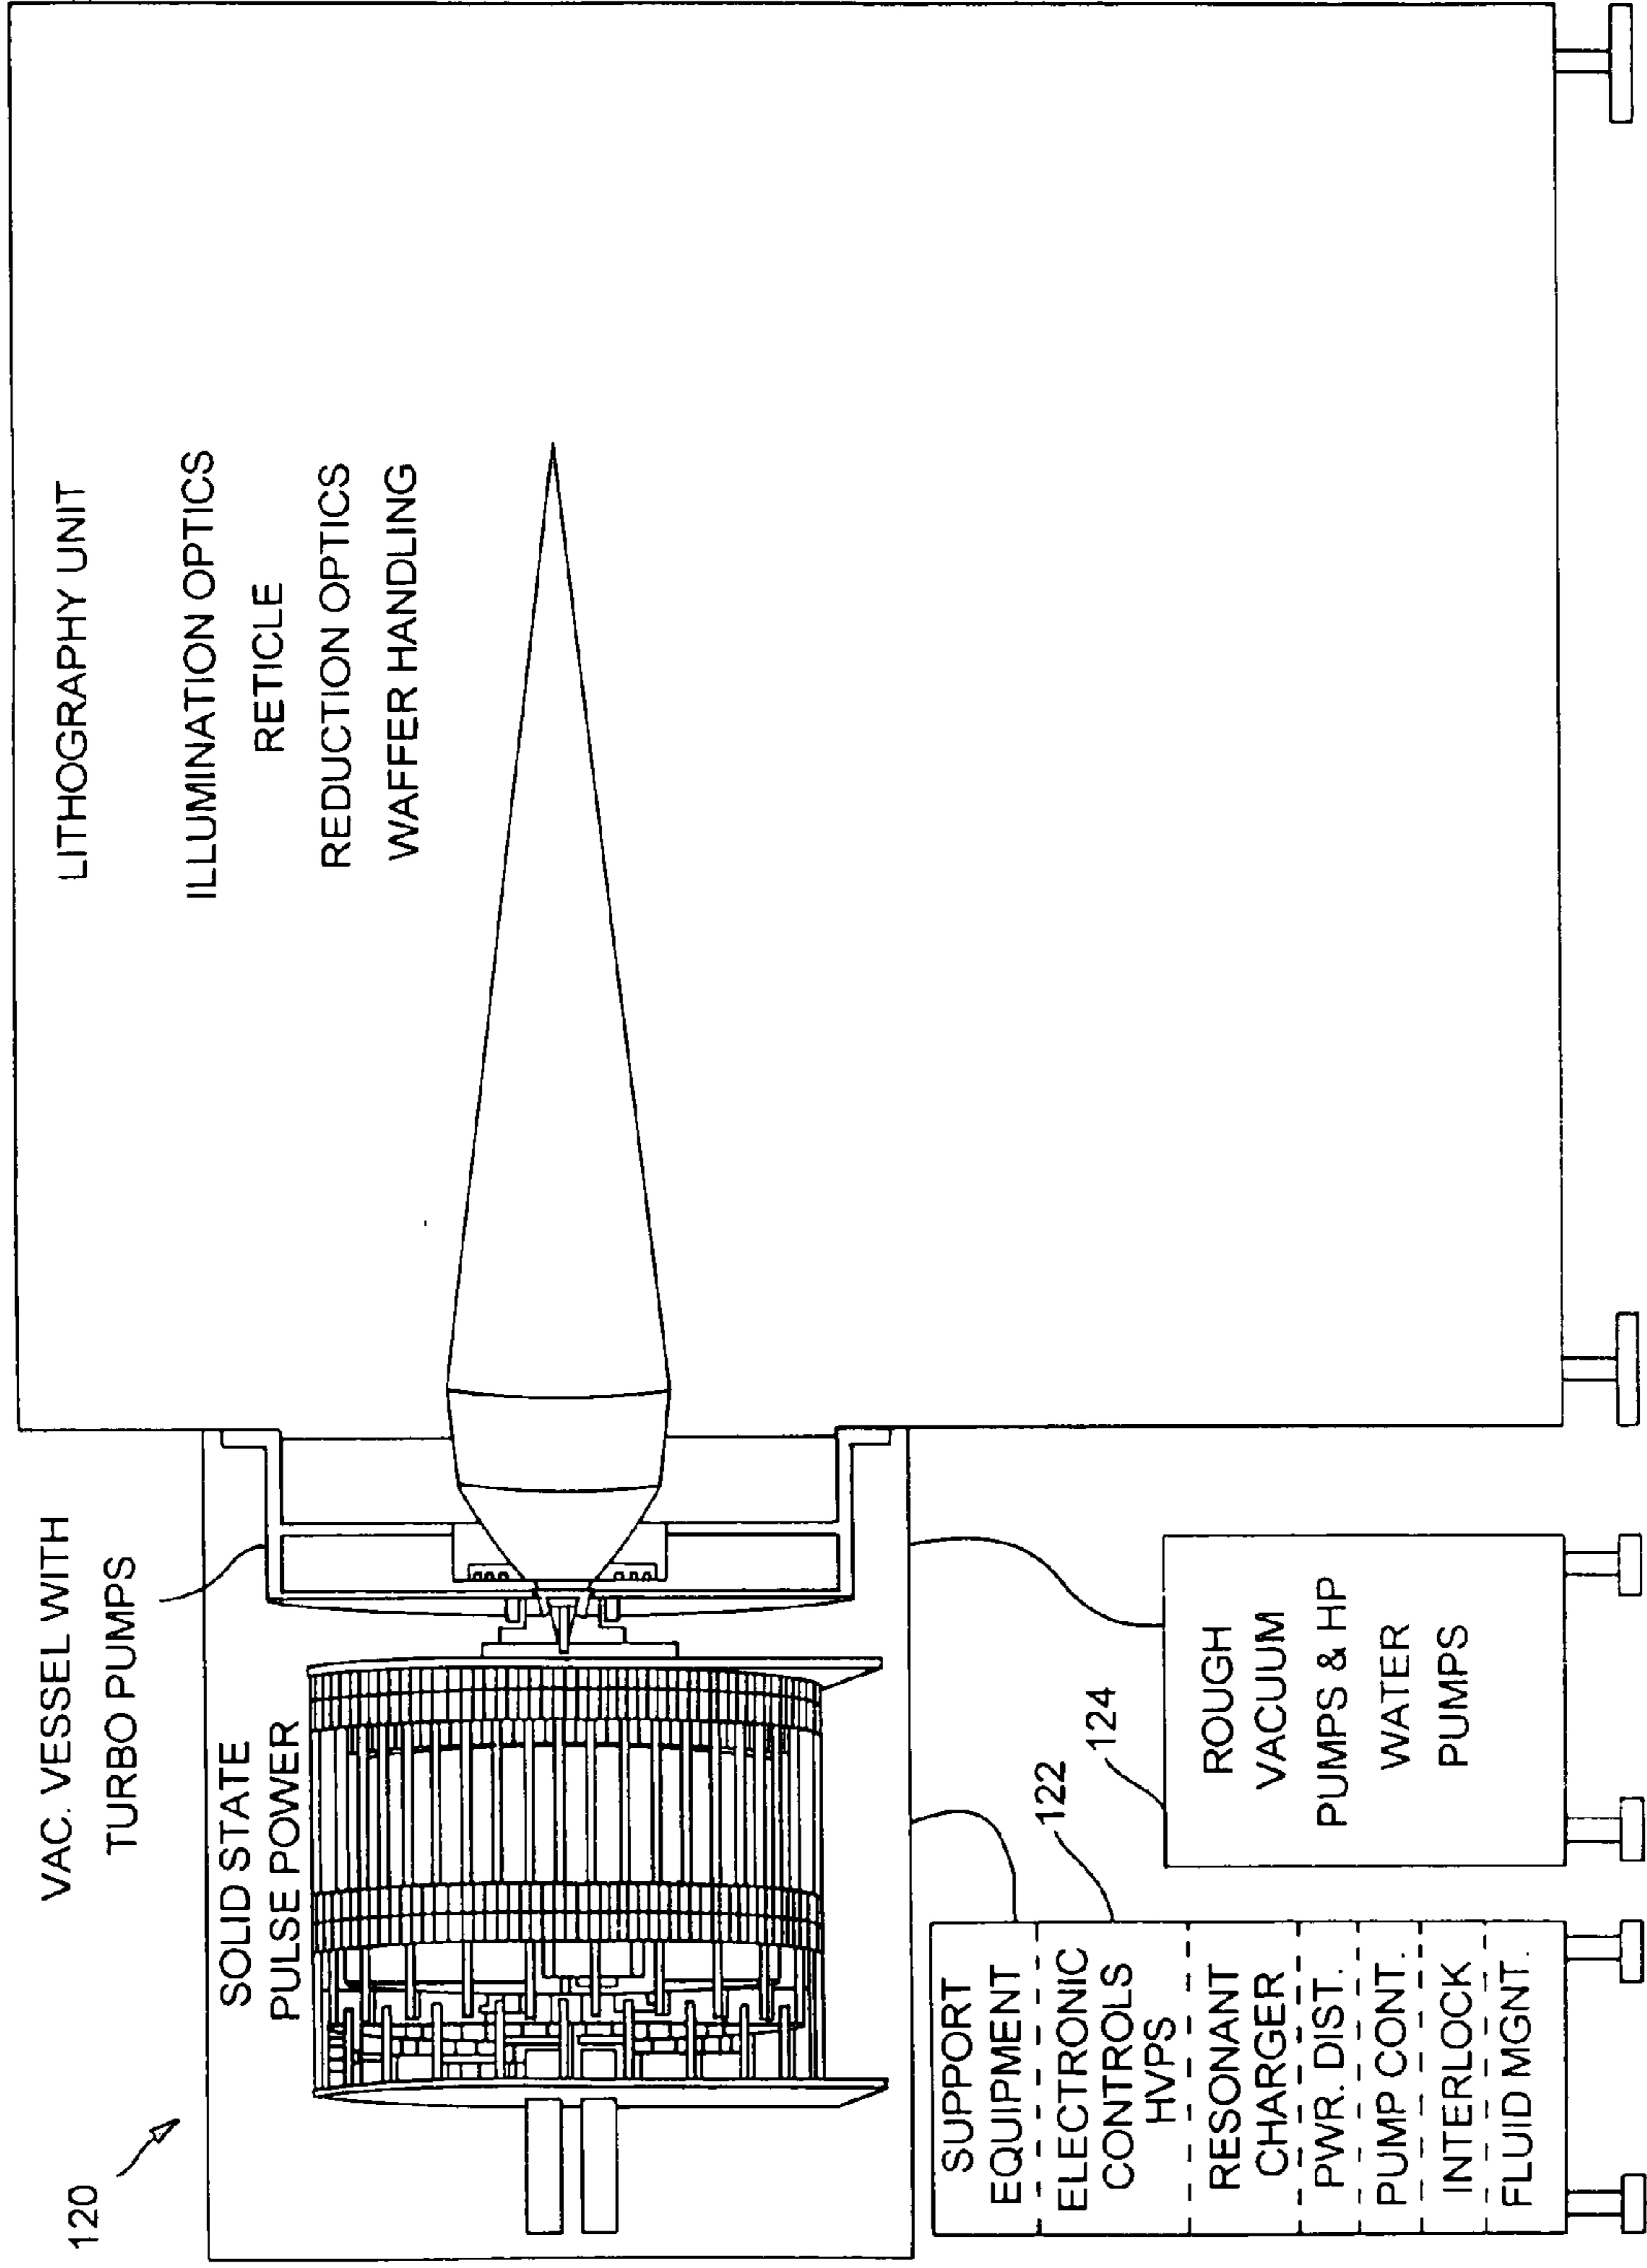 120
VAC. VESSEL WITH
TURBO PUMPS
SOLID STATE
PULSE POWER
LITHOGRAPHY UNIT
ILLUMINATION OPTICS
RETICLE
REDUCTION OPTICS
WAFFER HANDLING
SUPPORT
EQUIPMENT
ELECTRONIC
CONTROLS
HVPS
RESONANT
CHARGER
PWR. DIST.
PUMP CONT.
INTERLOCK
FLUID MGNT.
122
124
ROUGH
VACUUM
PUMPS & HP
WATER
PUMPS